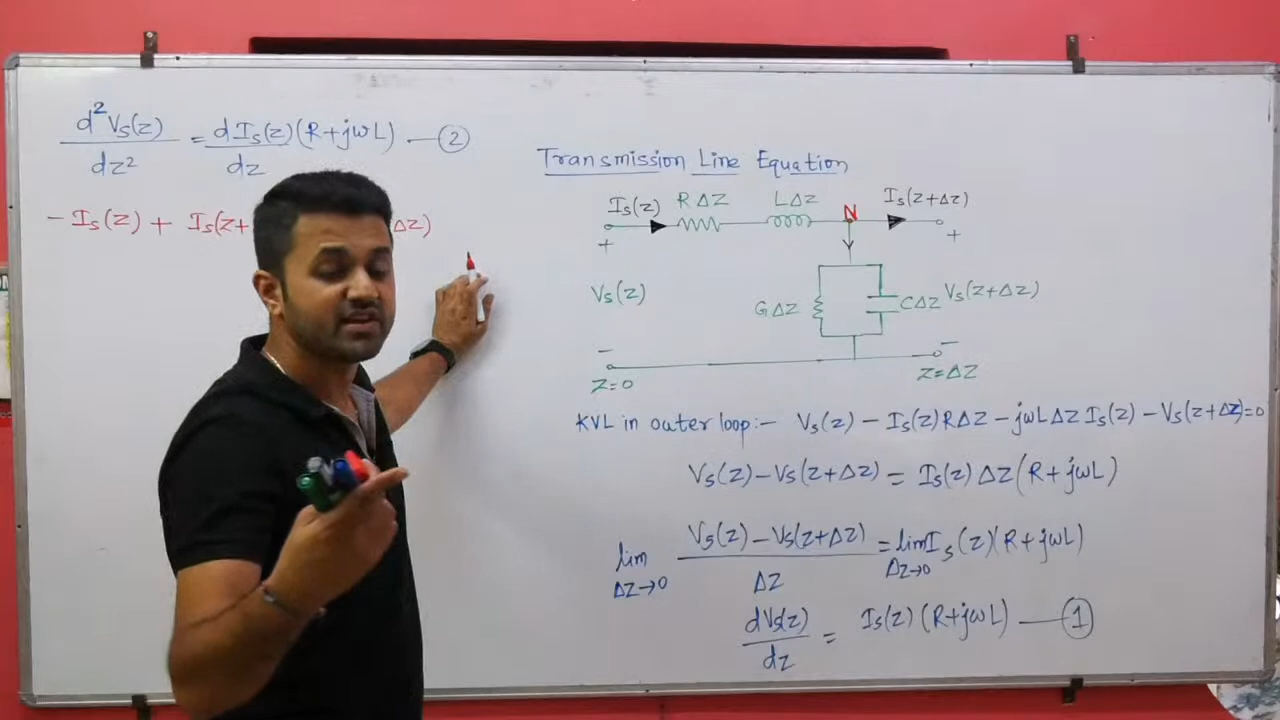 d²Vs(z)/dz² = dIs(z)/dz (R+jωL) — ②
- Is(z) + Is(z+ Δz)
Transmission Line Equation
Is(z) RΔZ LΔZ N Is(z+Δz)
+ +
Vs(z) GΔZ CΔZ Vs(z+Δz)
- -
Z=0 Z=ΔZ
KVL in outer loop:- Vs(z) - Is(z)RΔZ - jωLΔZ Is(z) - Vs(z+ΔZ)=0
Vs(z) - Vs(z+Δz) = Is(z) ΔZ (R+jωL)
lim ΔZ→0 Vs(z) - Vs(z+Δz)/ΔZ = lim ΔZ→0 Is(z)(R+jωL)
dVs(z)/dz = Is(z) (R+jωL) — ①